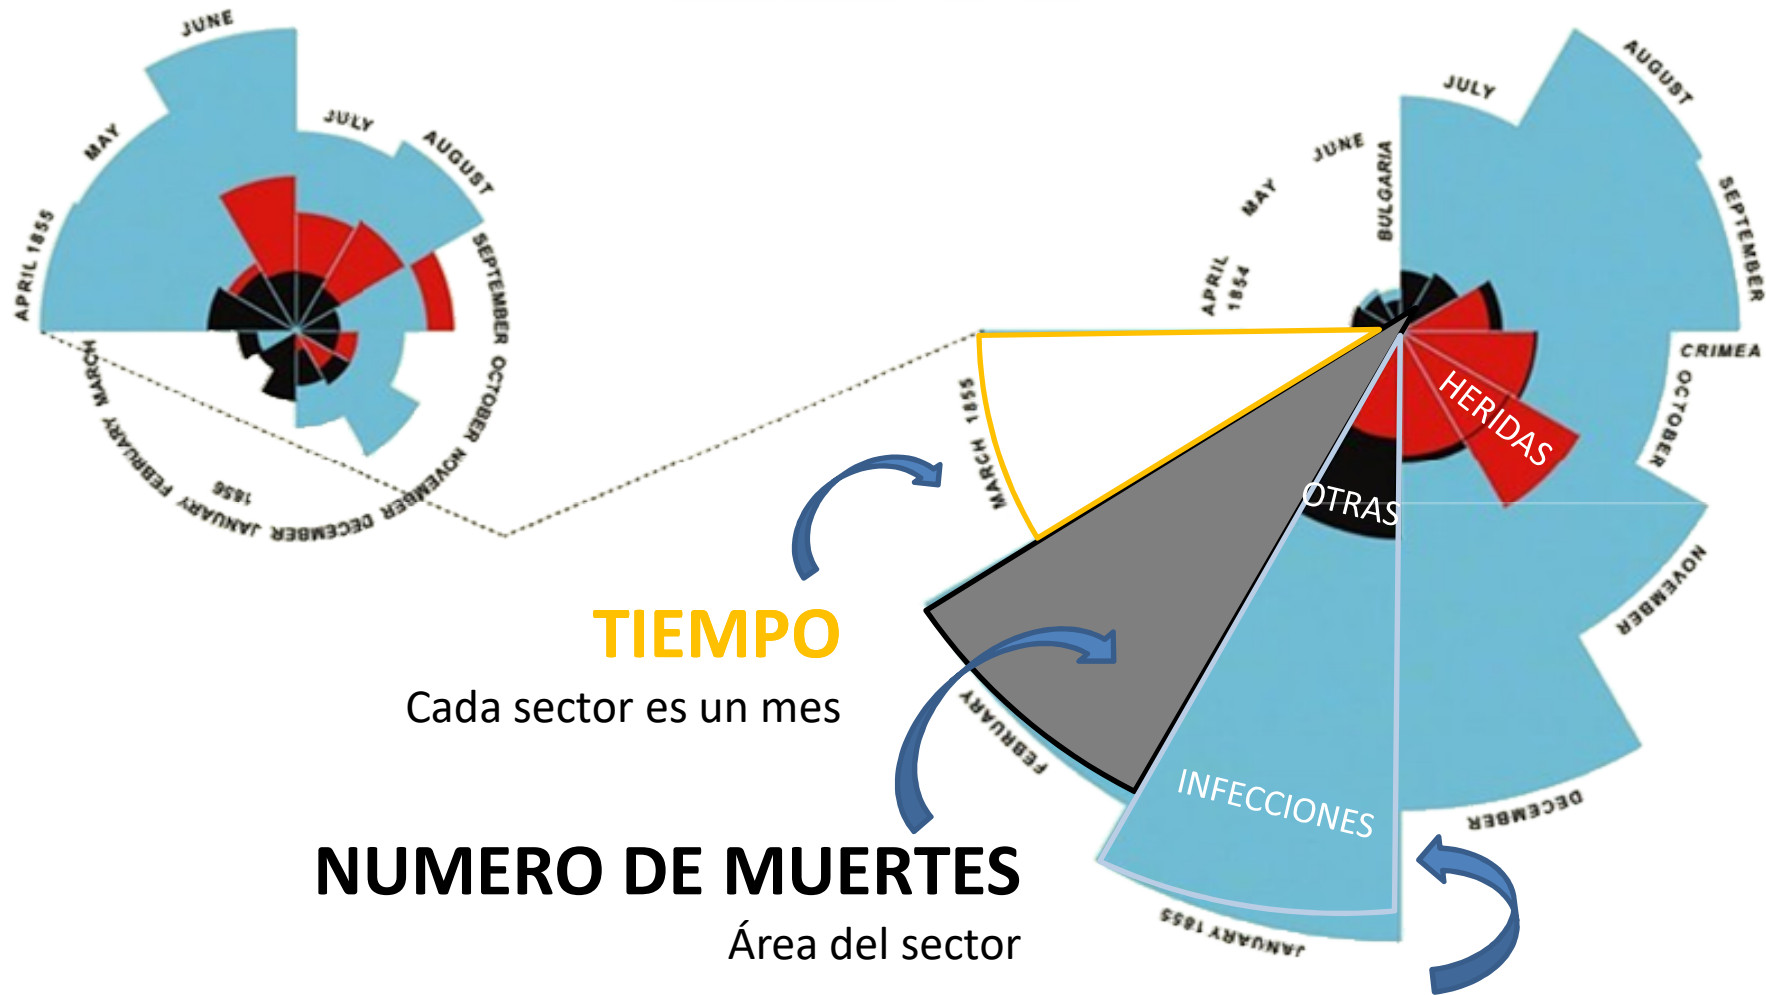 JUNE
JULY
AUGUST
MAY
APRIL 1855
SEPTEMBER
OCTOBER
NOVEMBER
DECEMBER
JANUARY
1856
FEBRUARY
MARCH
AUGUST
JULY
JUNE
BULGARIA
MAY
APRIL
1854
SEPTEMBER
CRIMEA
OCTOBER
HERIDAS
MARCH 1855
OTRAS
NOVEMBER
TIEMPO
Cada sector es un mes
FEBRUARY
INFECCIONES
DECEMBER
NUMERO DE MUERTES
JANUARY 1855
Área del sector